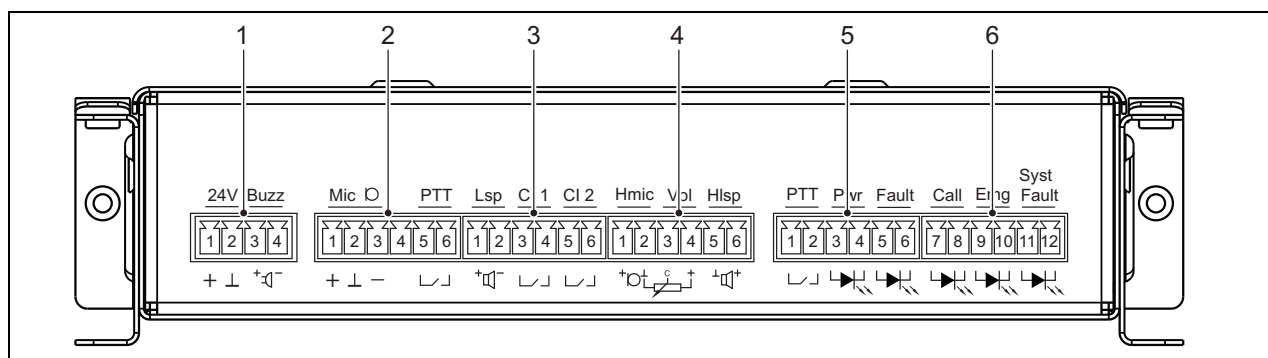 1 2 3 4 5 6
24V Buzz Mic PTT Lsp CI 1 CI 2 Hmic Vol Hlsp PTT Pwr Fault Call Emg Syst Fault
1 2 3 4 1 2 3 4 5 6 1 2 3 4 5 6 1 2 3 4 5 6 1 2 3 4 5 6 7 8 9 10 11 12
+ ⊥ + - + ⊥ − + - + ⊥ C + ⊥ +